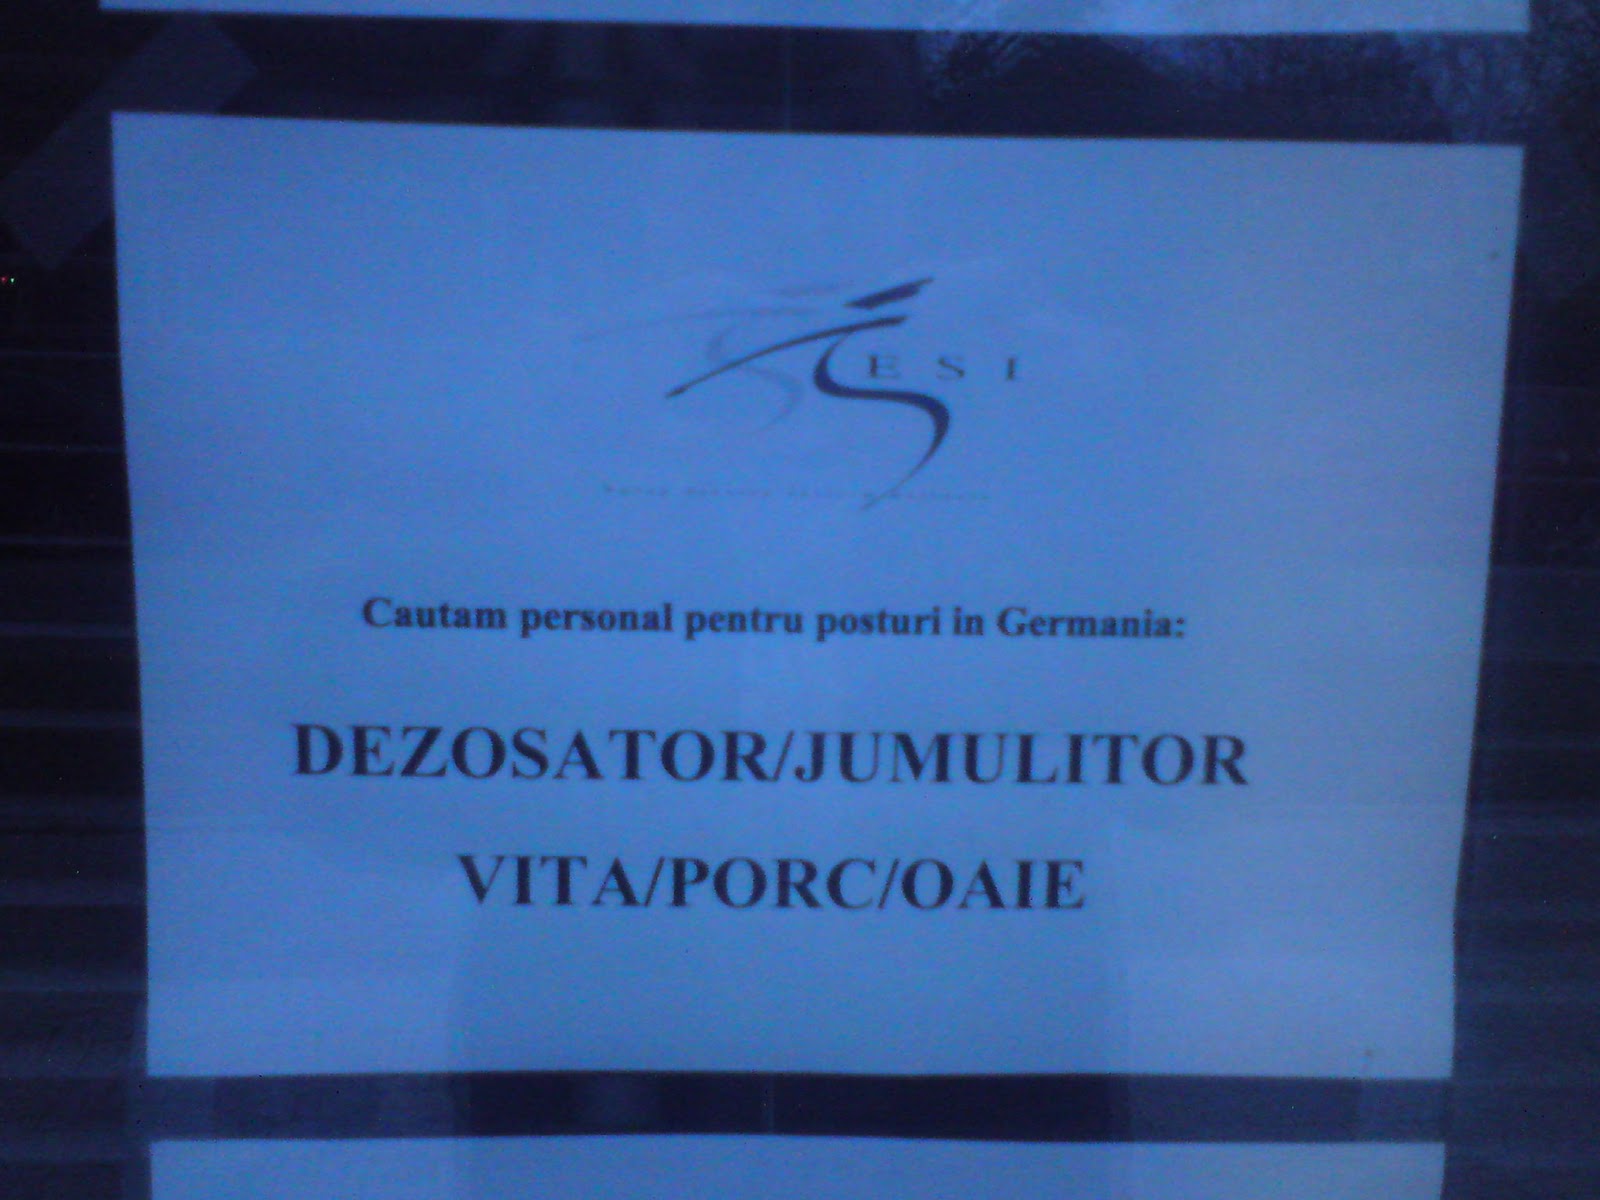 ESI
Cautam personal pentru posturi in Germania:
DEZOSATOR/JUMULITOR
VITA/PORC/OAIE